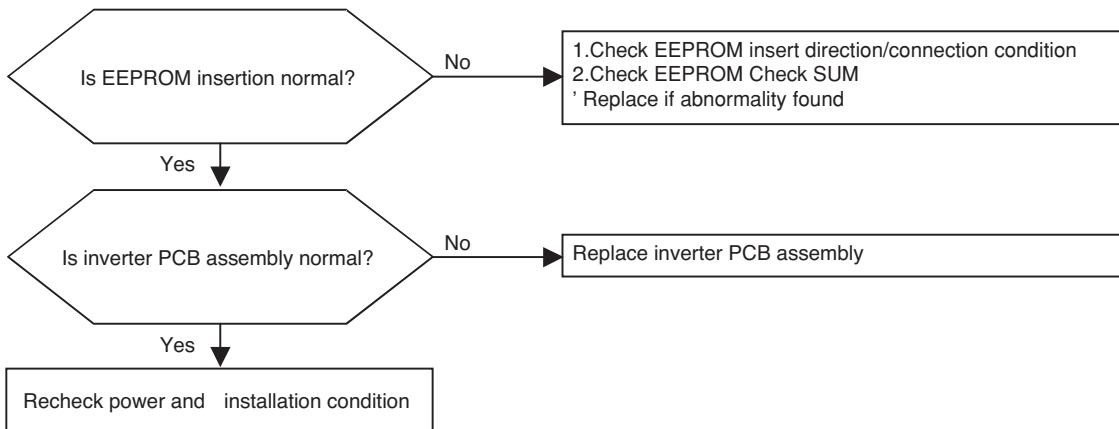 Is EEPROM insertion normal?
No
1.Check EEPROM insert direction/connection condition
2.Check EEPROM Check SUM
' Replace if abnormality found
Yes
Is inverter PCB assembly normal?
No
Replace inverter PCB assembly
Yes
Recheck power and installation condition